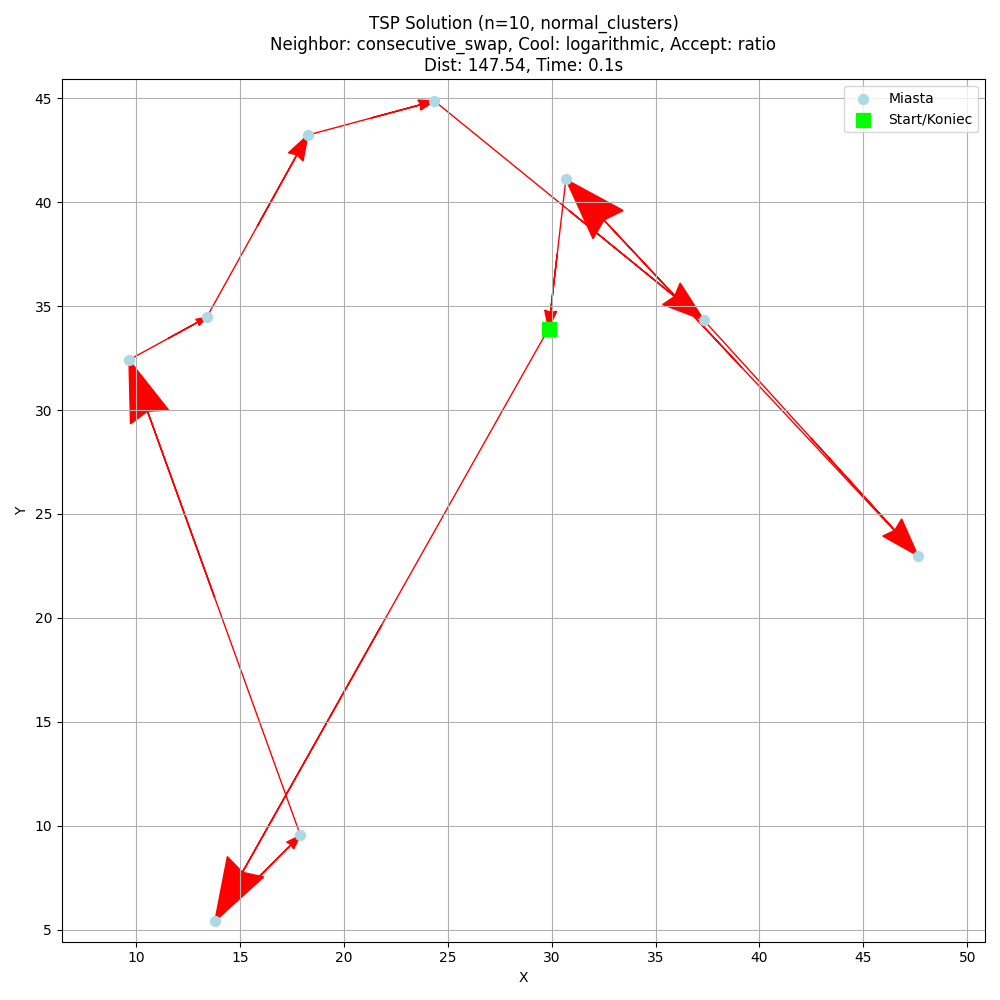 TSP Solution (n=10, normal_clusters)
Neighbor: consecutive_swap, Cool: logarithmic, Accept: ratio
Dist: 147.54, Time: 0.1s
Miasta
Start/Koniec
45
40
35
30
25
20
15
10
5
Y
10 15 20 25 30 35 40 45 50
X